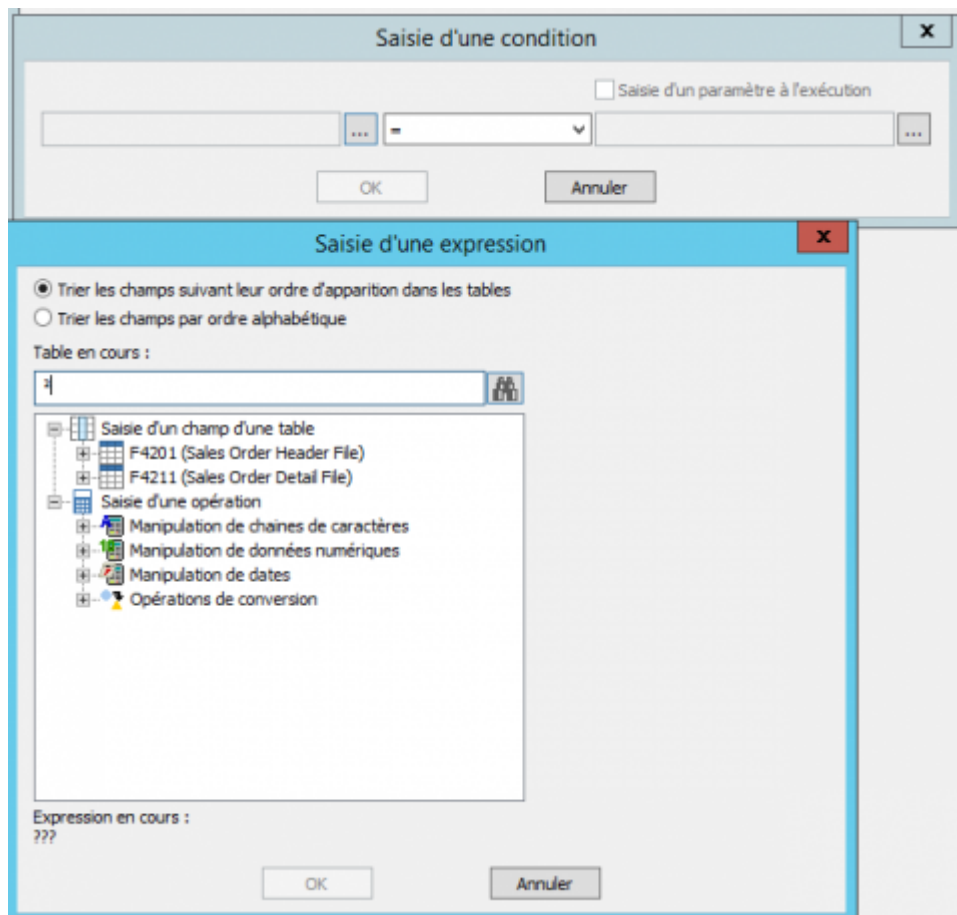 Saisie d'une condition
x
Saisie d'un paramètre à l'exécution
... = ...
OK Annuler
Saisie d'une expression
x
Trier les champs suivant leur ordre d'apparition dans les tables
Trier les champs par ordre alphabétique
Table en cours :
²
Saisie d'un champ d'une table
F4201 (Sales Order Header File)
F4211 (Sales Order Detail File)
Saisie d'une opération
Manipulation de chaines de caractères
Manipulation de données numériques
Manipulation de dates
Opérations de conversion
Expression en cours :
???
OK Annuler